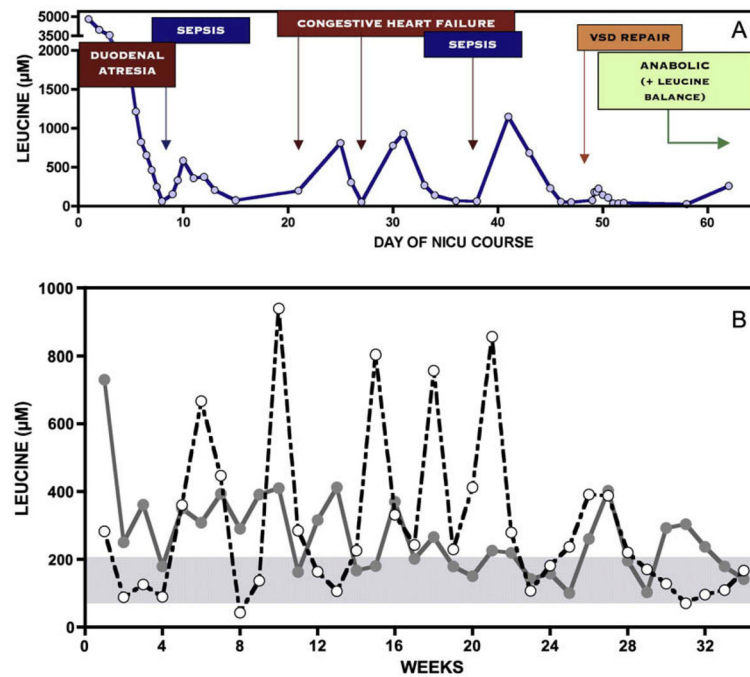 A
5000
3500
2000
1500
1000
500
0
LEUCINE (µM)
DUODENAL
ATRESIA
SEPSIS
CONGESTIVE HEART FAILURE
SEPSIS
VSD REPAIR
ANABOLIC
(+ LEUCINE
BALANCE)
0 10 20 30 40 50 60
DAY OF NICU COURSE
B
1000
800
600
400
200
0
LEUCINE (µM)
0 4 8 12 16 20 24 28 32
WEEKS